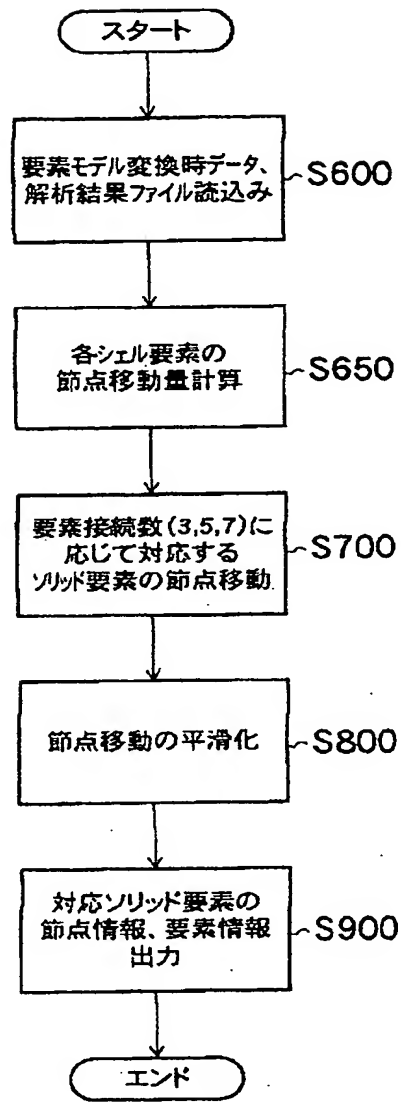 スタート
要素モデル変換時データ、
解析結果ファイル読込み
S600
各シェル要素の
節点移動量計算
S650
要素接続数(3,5,7)に
応じて対応する
ソリッド要素の節点移動
S700
節点移動の平滑化
S800
対応ソリッド要素の
節点情報、要素情報
出力
S900
エンド